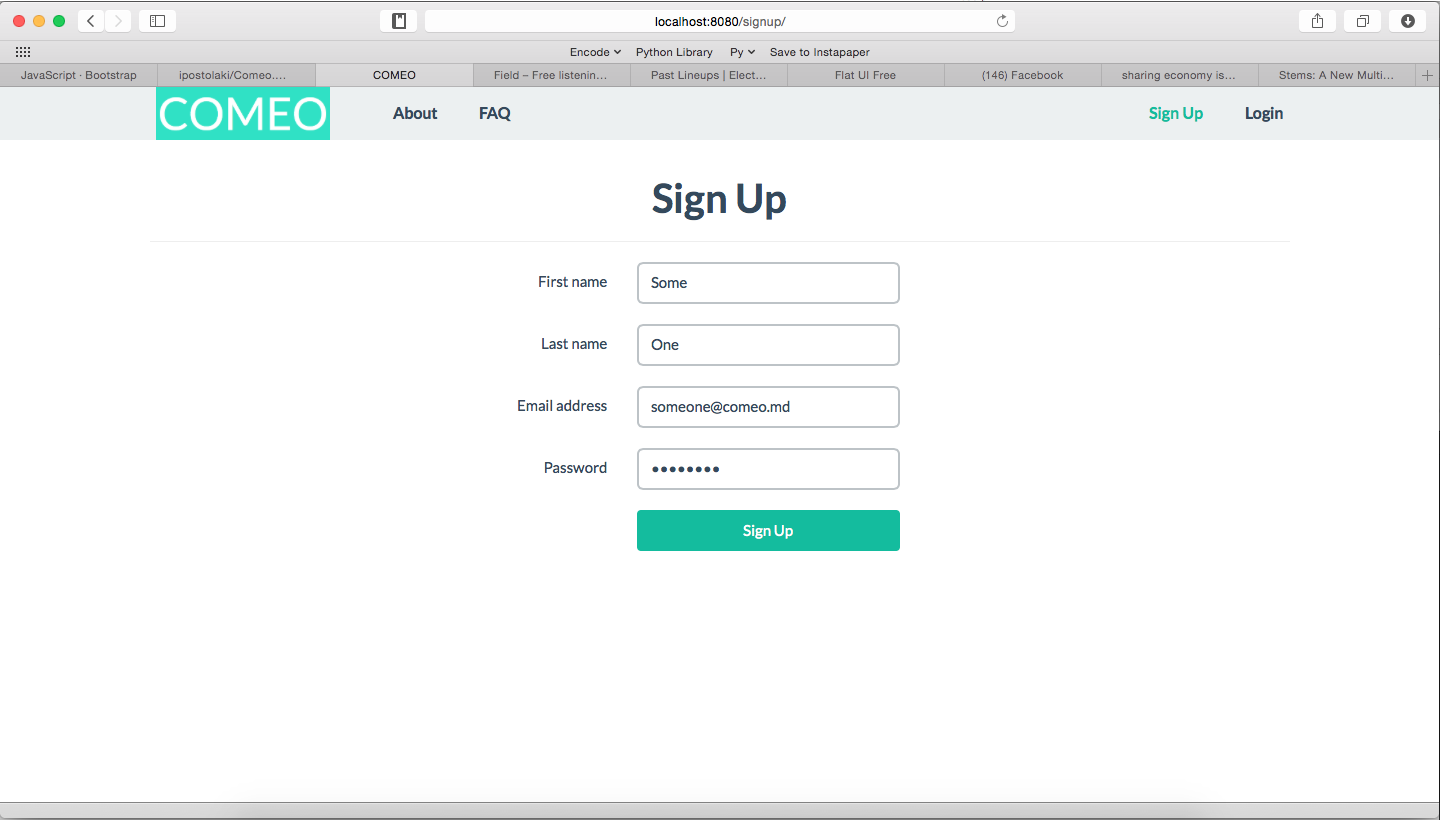 localhost:8080/signup/
Encode Python Library Py Save to Instapaper
JavaScript · Bootstrap ipostolaki/Comeo.... COMEO Field – Free listenin... Past Lineups | Elect... Flat UI Free (146) Facebook sharing economy is... Stems: A New Multi...
COMEO About FAQ Sign Up Login
Sign Up
First name Some
Last name One
Email address someone@comeo.md
Password ••••••••
Sign Up